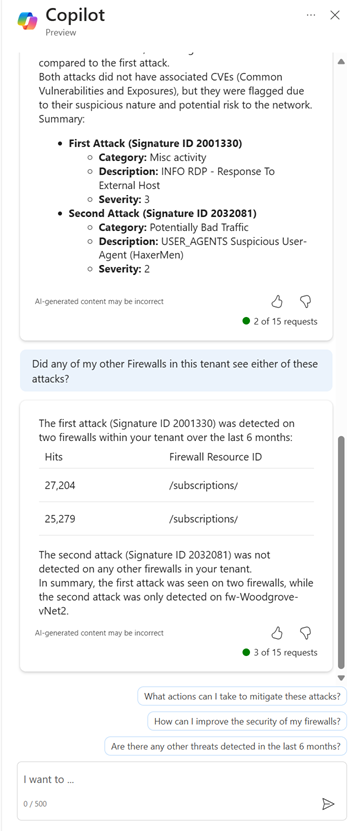 Copilot
Preview
compared to the first attack.
Both attacks did not have associated CVEs (Common
Vulnerabilities and Exposures), but they were flagged due
to their suspicious nature and potential risk to the network.
Summary:
• First Attack (Signature ID 2001330)
○ Category: Misc activity
○ Description: INFO RDP - Response To
External Host
○ Severity: 3
• Second Attack (Signature ID 2032081)
○ Category: Potentially Bad Traffic
○ Description: USER_AGENTS Suspicious User-
Agent (HaxerMen)
○ Severity: 2
AI-generated content may be incorrect
2 of 15 requests
Did any of my other Firewalls in this tenant see either of these
attacks?
The first attack (Signature ID 2001330) was detected on
two firewalls within your tenant over the last 6 months:
Hits Firewall Resource ID
27,204 /subscriptions/
25,279 /subscriptions/
The second attack (Signature ID 2032081) was not
detected on any other firewalls in your tenant.
In summary, the first attack was seen on two firewalls, while
the second attack was only detected on fw-Woodgrove-
vNet2.
AI-generated content may be incorrect
3 of 15 requests
What actions can I take to mitigate these attacks?
How can I improve the security of my firewalls?
Are there any other threats detected in the last 6 months?
I want to ...
0 / 500